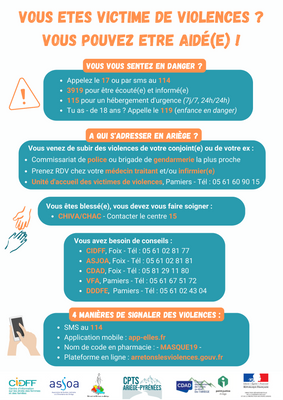 VOUS ETES VICTIME DE VIOLENCES ?
VOUS POUVEZ ETRE AIDÉ(E) !
VOUS VOUS SENTEZ EN DANGER ?
• Appelez le 17 ou par sms au 114
• 3919 pour être écouté(e) et informé(e)
• 115 pour un hébergement d'urgence (7j/7, 24h/24h)
• Tu as - de 18 ans ? Appelle le 119 (enfance en danger)
A QUI S'ADRESSER EN ARIÈGE ?
Vous venez de subir des violences de votre conjoint(e) ou de votre ex :
• Commissariat de police ou brigade de gendarmerie la plus proche
• Prenez RDV chez votre médecin traitant et/ou infirmier(e)
• Unité d'accueil des victimes de violences, Pamiers - Tél : 05 61 60 90 15
Vous êtes blessé(e), vous devez vous faire soigner :
• CHIVA/CHAC - Contacter le centre 15
Vous avez besoin de conseils :
• CIDFF, Foix - Tél : 05 61 02 81 77
• ASJOA, Foix - Tél : 05 61 02 81 81
• CDAD, Foix - Tél : 05 81 29 11 80
• VFA, Pamiers - Tél : 05 61 67 51 72
• DDDFE, Pamiers - Tél : 05 61 02 43 04
4 MANIÈRES DE SIGNALER DES VIOLENCES :
• SMS au 114
• Application mobile : app-elles.fr
• Nom de code en pharmacie : - MASQUE19 -
• Plateforme en ligne : arretonslesviolences.gouv.fr
CIDFF
asjoa
CPTS
ARIÈGE-PYRÉNÉES
CDAD